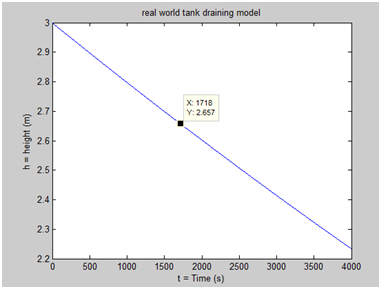 real world tank draining model
3
2.9
2.8
2.7
2.6
2.5
2.4
2.3
2.2
h = height (m)
X: 1718
Y: 2.657
0 500 1000 1500 2000 2500 3000 3500 4000
t = Time (s)